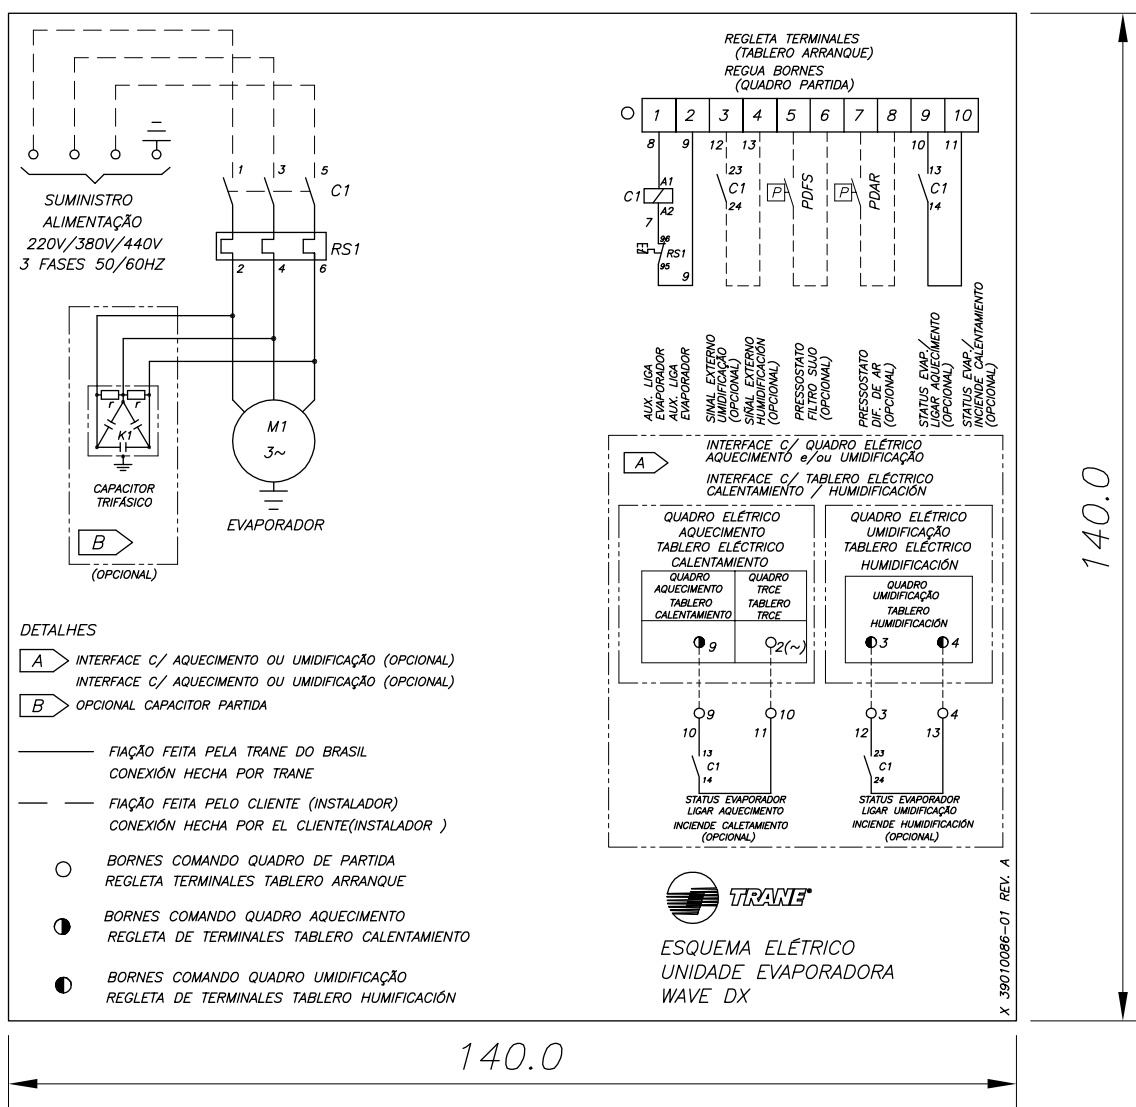 SUMINISTRO
ALIMENTAÇÃO
220V/380V/440V
3 FASES 50/60HZ
1 3 5
C1
RS1
2 4 6
r r
K1
CAPACITOR
TRIFÁSICO
B
(OPCIONAL)
M1
3~
EVAPORADOR
REGLETA TERMINALES
(TABLERO ARRANQUE)
REGUA BORNES
(QUADRO PARTIDA)
1 2 3 4 5 6 7 8 9 10
8 9 12 13 10 11
A1
C1
A2
7
96
RS1
95
9
23
C1
24
P
PDFS
P
PDAR
13
C1
14
AUX. LIGA
EVAPORADOR
AUX. LIGA
EVAPORADOR
SINAL EXTERNO
UMIDIFICAÇÃO
(OPCIONAL)
SIÑAL EXTERNO
HUMIDIFICACIÓN
(OPCIONAL)
PRESSOSTATO
FILTRO SUJO
(OPCIONAL)
PRESSOSTATO
DIF. DE AR
(OPCIONAL)
STATUS EVAP./
LIGAR AQUECIMENTO
(OPCIONAL)
STATUS EVAP./
INCIENDE CALENTAMIENTO
(OPCIONAL)
A
INTERFACE C/ QUADRO ELÉTRICO
AQUECIMENTO e/ou UMIDIFICAÇÃO
INTERFACE C/ TABLERO ELÉCTRICO
CALENTAMIENTO / HUMIDIFICACIÓN
QUADRO ELÉTRICO
AQUECIMENTO
TABLERO ELÉCTRICO
CALENTAMIENTO
QUADRO
AQUECIMENTO
TABLERO
CALENTAMIENTO
QUADRO
TRCE
TABLERO
TRCE
9 2(~)
QUADRO ELÉTRICO
UMIDIFICAÇÃO
TABLERO ELÉCTRICO
HUMIDIFICACIÓN
QUADRO
UMIDIFICAÇÃO
TABLERO
HUMIDIFICACIÓN
3 4
9 10 3 4
10 11 12 13
13
C1
14
23
C1
24
STATUS EVAPORADOR
LIGAR AQUECIMENTO
INCIENDE CALETAMIENTO
(OPCIONAL)
STATUS EVAPORADOR
LIGAR UMIDIFICAÇÃO
INCIENDE HUMIDIFICACIÓN
(OPCIONAL)
DETALHES
A INTERFACE C/ AQUECIMENTO OU UMIDIFICAÇÃO (OPCIONAL)
INTERFACE C/ AQUECIMENTO OU UMIDIFICAÇÃO (OPCIONAL)
B OPCIONAL CAPACITOR PARTIDA
FIAÇÃO FEITA PELA TRANE DO BRASIL
CONEXIÓN HECHA POR TRANE
FIAÇÃO FEITA PELO CLIENTE (INSTALADOR)
CONEXIÓN HECHA POR EL CLIENTE(INSTALADOR )
BORNES COMANDO QUADRO DE PARTIDA
REGLETA TERMINALES TABLERO ARRANQUE
BORNES COMANDO QUADRO AQUECIMENTO
REGLETA DE TERMINALES TABLERO CALENTAMIENTO
BORNES COMANDO QUADRO UMIDIFICAÇÃO
REGLETA DE TERMINALES TABLERO HUMIFICACIÓN
TRANE®
ESQUEMA ELÉTRICO
UNIDADE EVAPORADORA
WAVE DX
X 39010086-01 REV. A
140.0
140.0